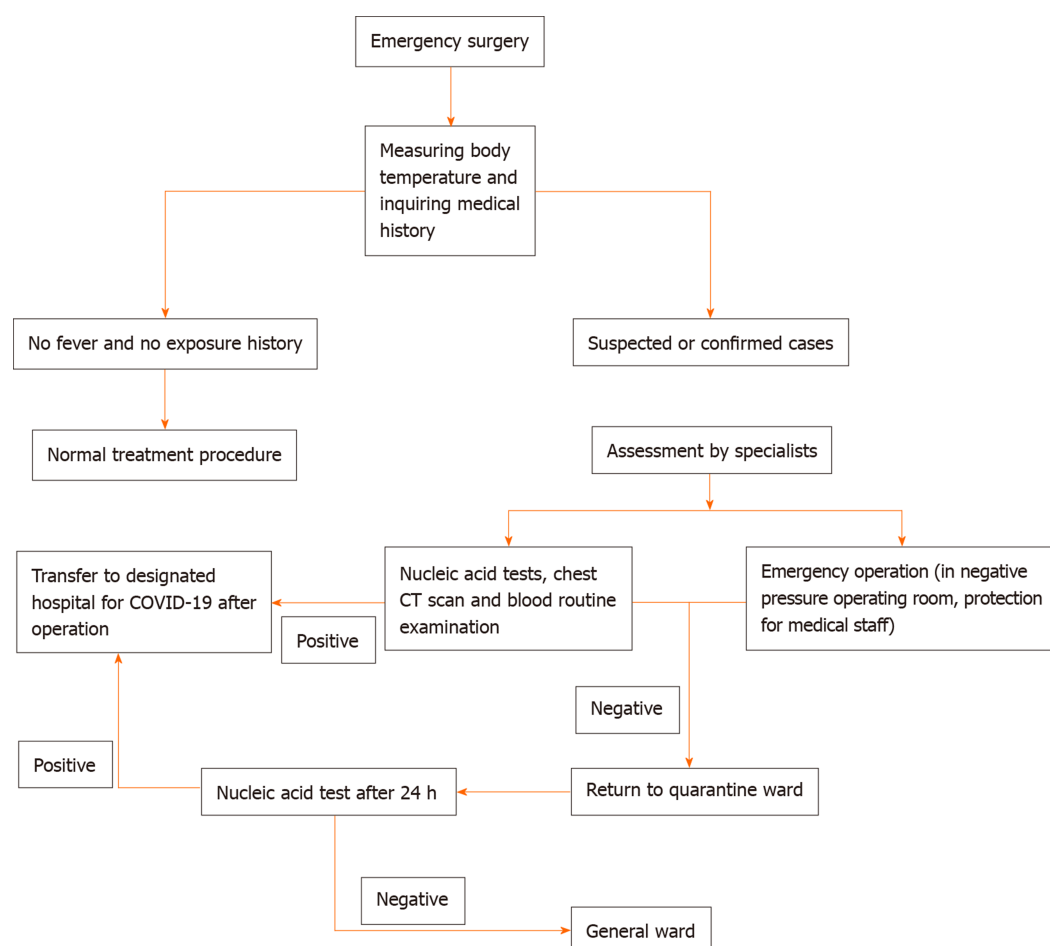 Emergency surgery
Measuring body
temperature and
inquiring medical
history
No fever and no exposure history
Suspected or confirmed cases
Normal treatment procedure
Assessment by specialists
Transfer to designated
hospital for COVID-19 after
operation
Nucleic acid tests, chest
CT scan and blood routine
examination
Emergency operation (in negative
pressure operating room, protection
for medical staff)
Positive
Negative
Positive
Nucleic acid test after 24 h
Return to quarantine ward
Negative
General ward